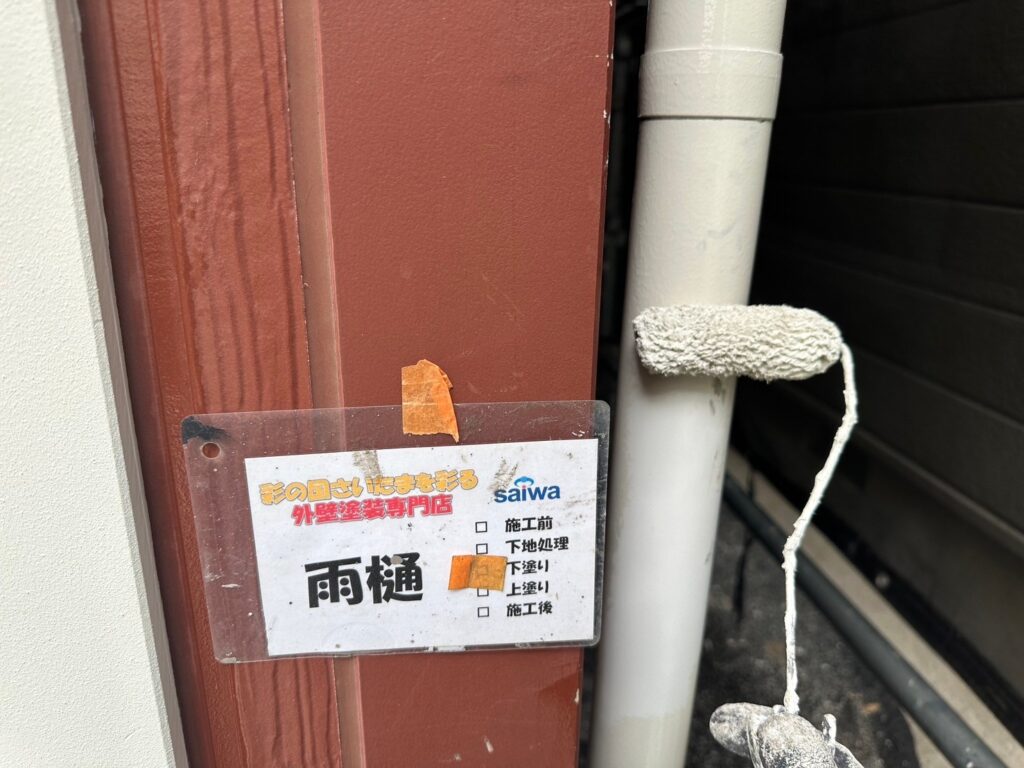 彩の国さいたまを彩る
外壁塗装専門店
saiwa
雨樋
□ 施工前
□ 下地処理
下塗り
□ 上塗り
□ 施工後